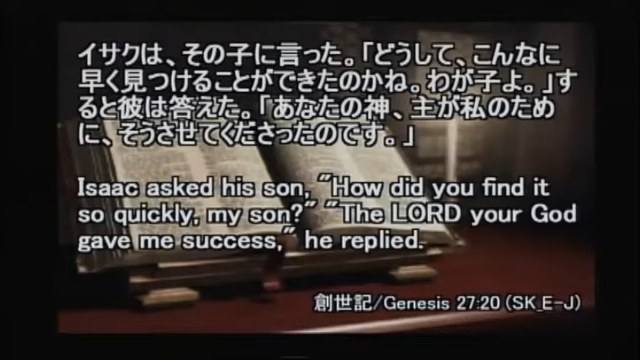 イサクは、その子に言った。「どうして、こんなに
早く見つけることができたのかね。わが子よ。」す
ると彼は答えた。「あなたの神、主が私のため
に、そうさせてくださったのです。」
Isaac asked his son, "How did you find it
so quickly, my son?" "The LORD your God
gave me success," he replied.
創世記/Genesis 27:20 (SK_E-J)